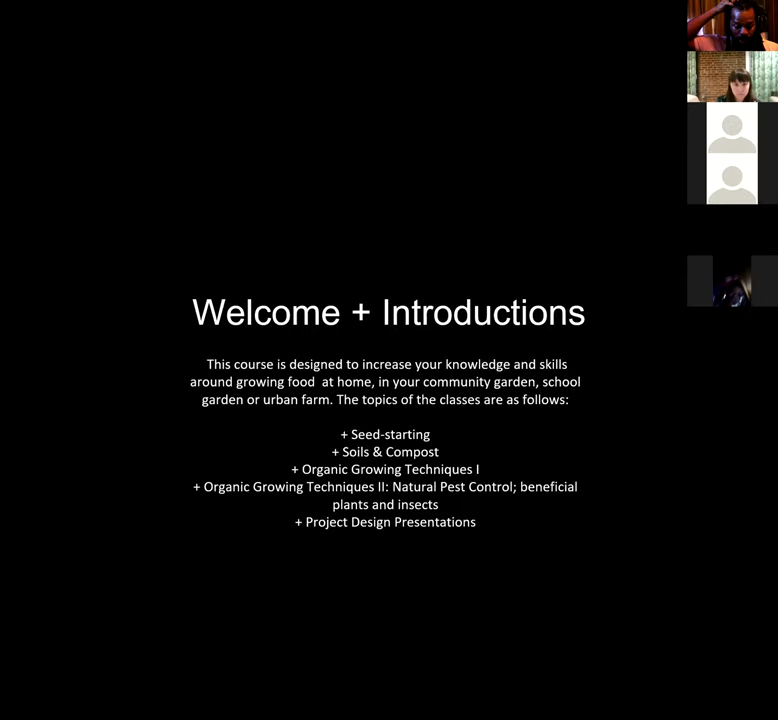 Welcome + Introductions
This course is designed to increase your knowledge and skills
around growing food  at home, in your community garden, school
garden or urban farm. The topics of the classes are as follows:
+ Seed-starting
+ Soils & Compost
+ Organic Growing Techniques I
+ Organic Growing Techniques II: Natural Pest Control; beneficial
plants and insects
+ Project Design Presentations